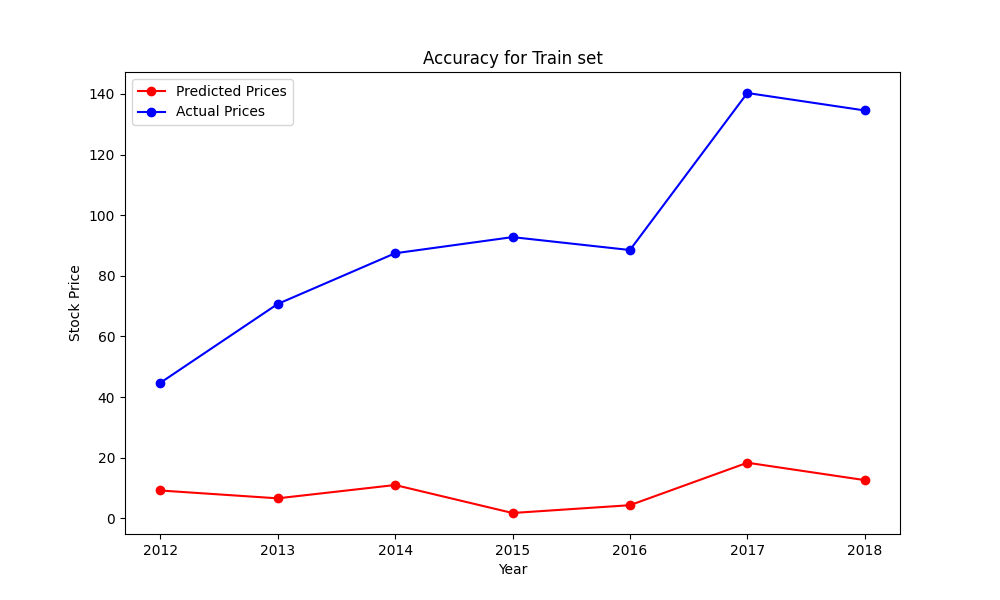 Accuracy for Train set
Predicted Prices
Actual Prices
140
120
100
80
60
40
20
0
Stock Price
2012 2013 2014 2015 2016 2017 2018
Year